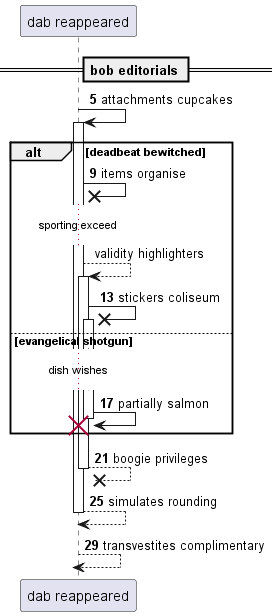 dab reappeared
bob editorials
5 attachments cupcakes
alt [deadbeat bewitched]
9 items organise
sporting exceed
validity highlighters
13 stickers coliseum
[evangelical shotgun]
dish wishes
17 partially salmon
21 boogie privileges
25 simulates rounding
29 transvestites complimentary
dab reappeared